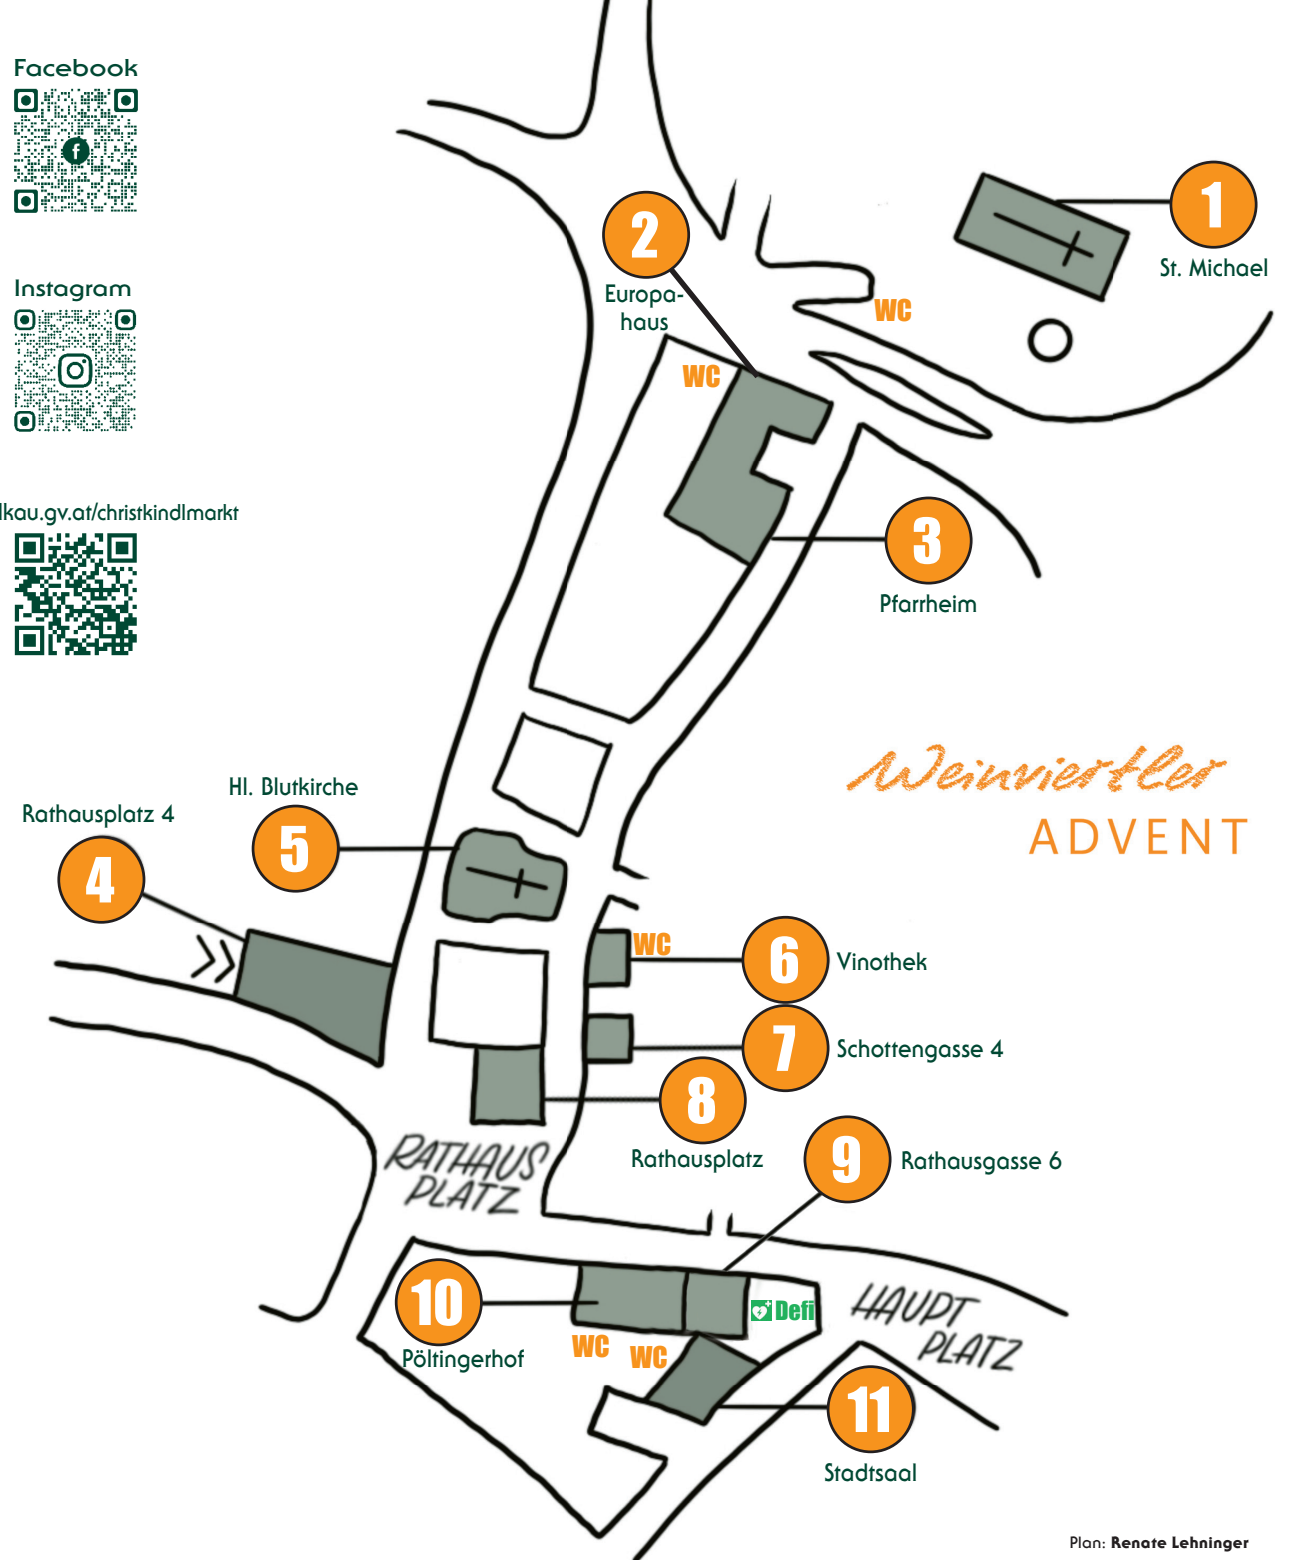 Facebook
Instagram
lkau.gv.at/christkindlmarkt
1
St. Michael
2
Europa-
haus
WC
WC
3
Pfarrheim
Weinviertler
ADVENT
Hl. Blutkirche
5
Rathausplatz 4
4
WC
6
Vinothek
7
Schottengasse 4
8
Rathausplatz
RATHAUS
PLATZ
9
Rathausgasse 6
10
Pöltingerhof
Defi
WC
WC
HAUPT
PLATZ
11
Stadtsaal
Plan: Renate Lehninger